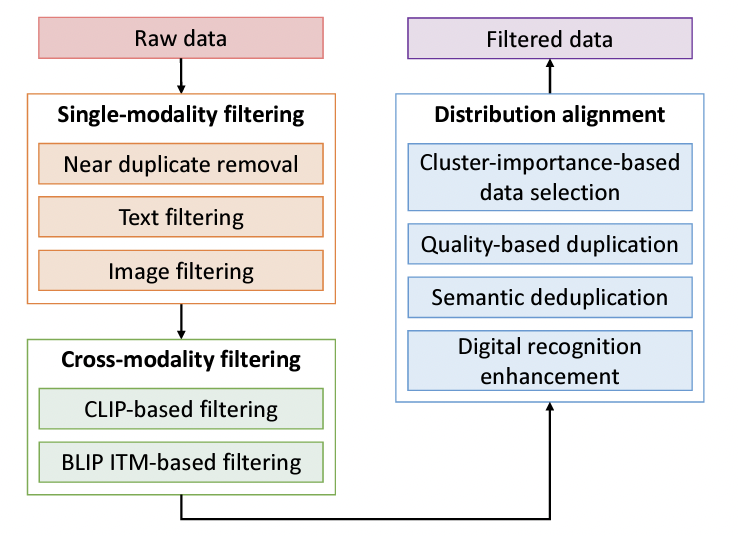 Raw data
Single-modality filtering
Near duplicate removal
Text filtering
Image filtering
Cross-modality filtering
CLIP-based filtering
BLIP ITM-based filtering
Filtered data
Distribution alignment
Cluster-importance-based
data selection
Quality-based duplication
Semantic deduplication
Digital recognition
enhancement